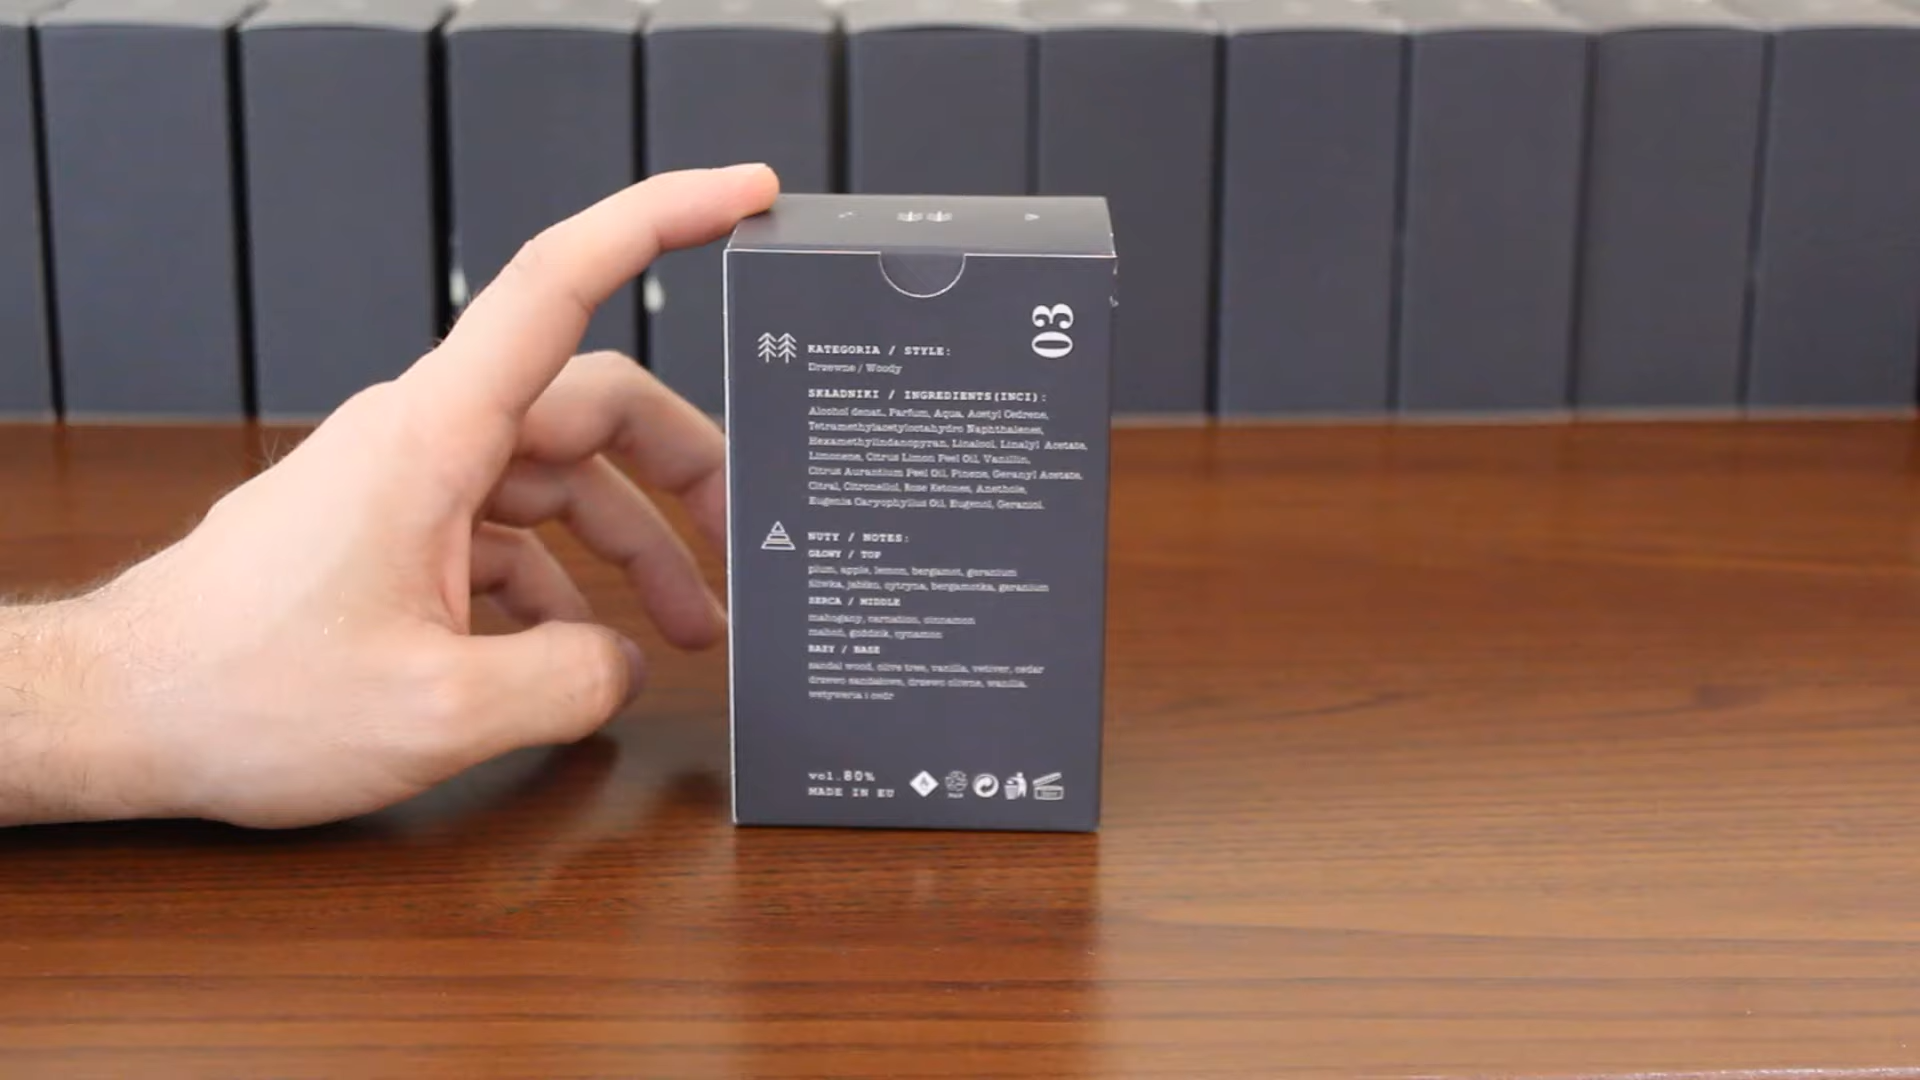 03
KATEGORIA / STYLE:
Drzewne / Woody
SKŁADNIKI / INGREDIENTS(INCI):
Alcohol denat., Parfum, Aqua, Acetyl Cedrene,
Tetramethylacetyloctahydro Naphthalenes,
Hexamethylindanopyran, Linalool, Linalyl Acetate,
Limonene, Citrus Limon Peel Oil, Vanillin,
Citrus Aurantium Peel Oil, Pinene, Geranyl Acetate,
Citral, Citronellol, Rose Ketones, Anethole,
Eugenia Caryophyllus Oil, Eugenol, Geraniol.
NUTY / NOTES:
GŁOWY / TOP
plum, apple, lemon, bergamot, geranium
śliwka, jabłko, cytryna, bergamotka, geranium
SERCA / MIDDLE
mahogany, carnation, cinnamon
mahoń, goździk, cynamon
BAZY / BASE
sandal wood, olive tree, vanilla, vetiver, cedar
drzewo sandałowe, drzewo oliwne, wanilia,
wetyweria i cedr
vol.80%
MADE IN EU